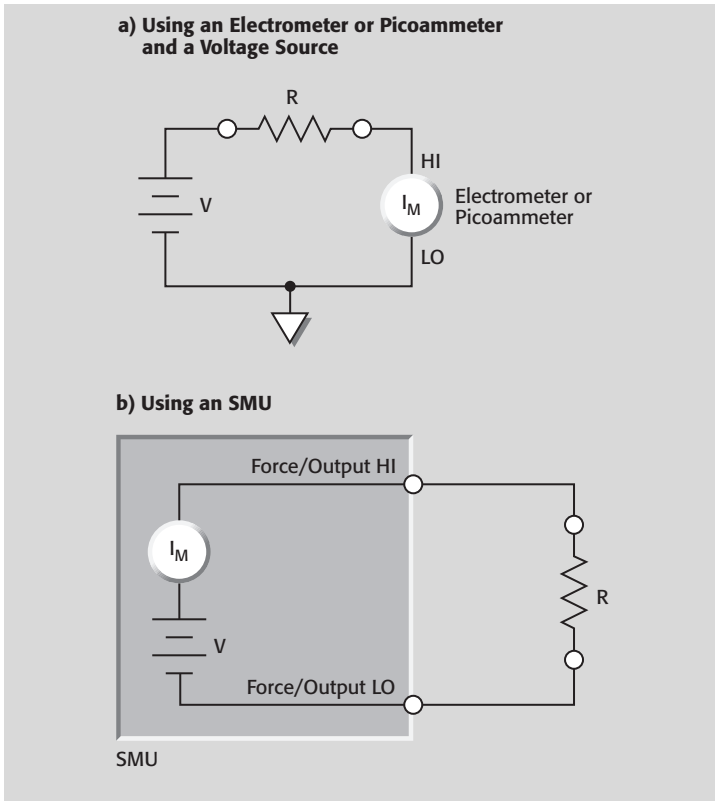 a) Using an Electrometer or Picoammeter
and a Voltage Source
R
HI
V
IM
Electrometer or
Picoammeter
LO
b) Using an SMU
Force/Output HI
IM
R
V
Force/Output LO
SMU